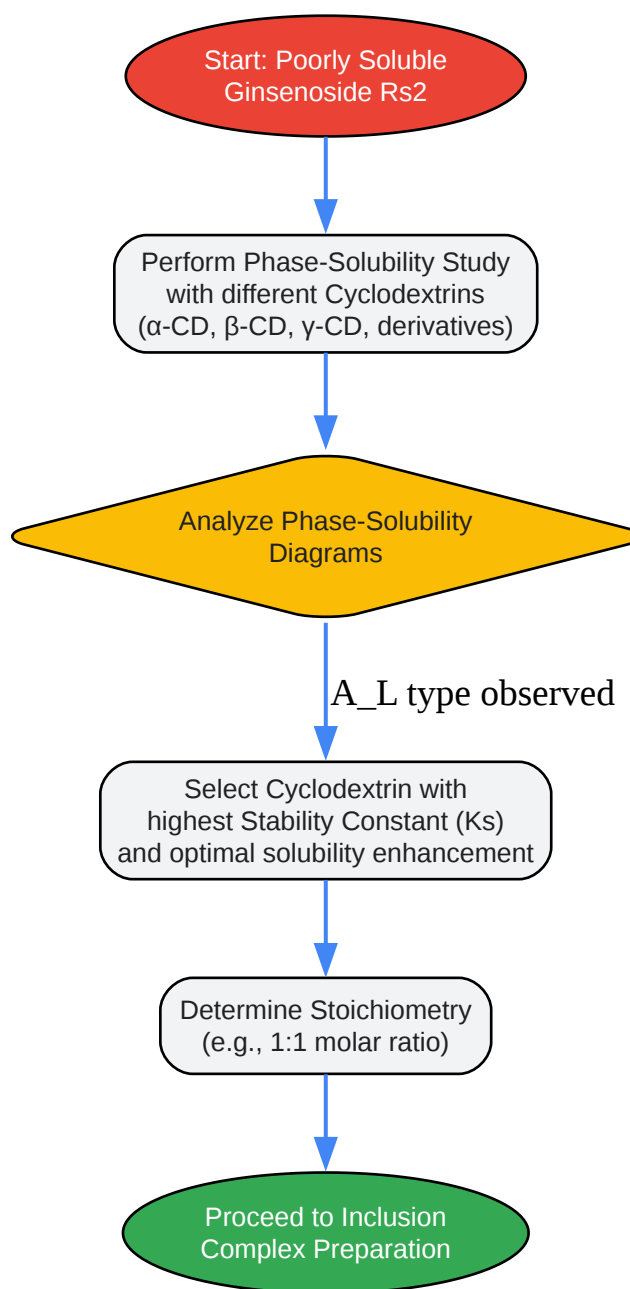 Start: Poorly Soluble
Ginsenoside Rs2
Perform Phase-Solubility Study
with different Cyclodextrins
(α-CD, β-CD, γ-CD, derivatives)
Analyze Phase-Solubility
Diagrams
A_L type observed
Select Cyclodextrin with
highest Stability Constant (Ks)
and optimal solubility enhancement
Determine Stoichiometry
(e.g., 1:1 molar ratio)
Proceed to Inclusion
Complex Preparation